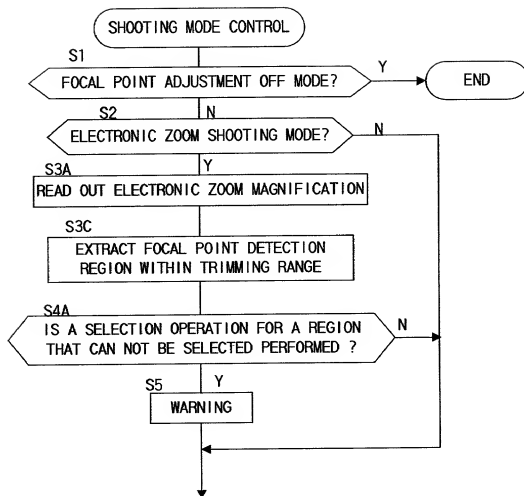 SHOOTING MODE CONTROL
S1
FOCAL POINT ADJUSTMENT OFF MODE?
Y
END
N
S2
ELECTRONIC ZOOM SHOOTING MODE?
N
Y
S3A
READ OUT ELECTRONIC ZOOM MAGNIFICATION
S3C
EXTRACT FOCAL POINT DETECTION
REGION WITHIN TRIMMING RANGE
S4A
IS A SELECTION OPERATION FOR A REGION
THAT CAN NOT BE SELECTED PERFORMED ?
N
Y
S5
WARNING